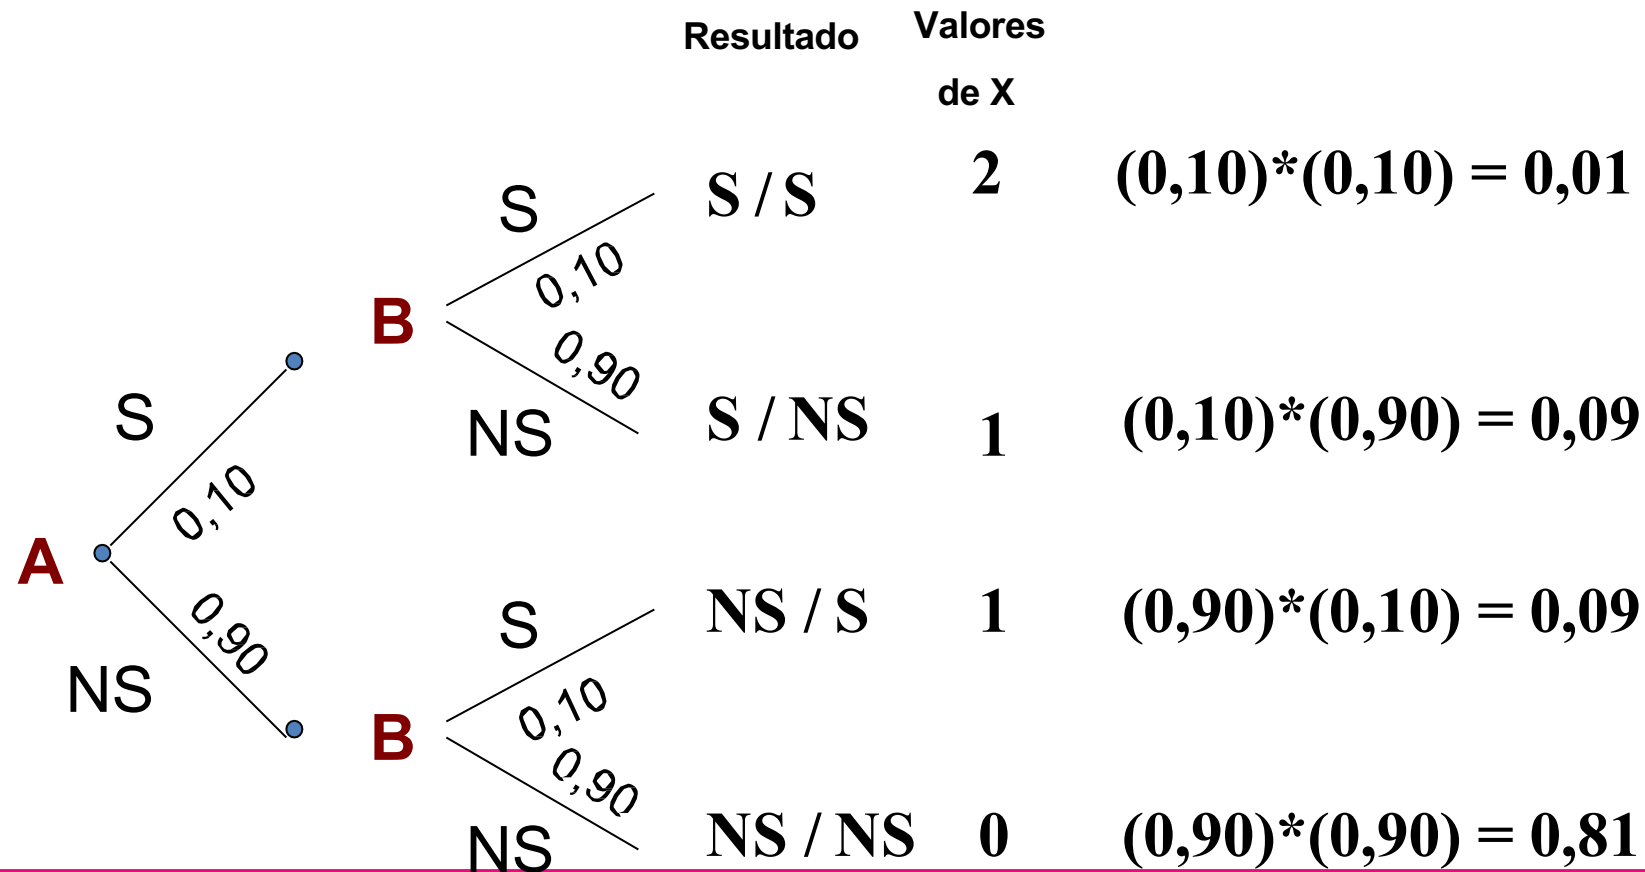 Resultado
Valores
de X
S / S
2
(0,10)*(0,10) = 0,01
S
0,10
B
0,90
NS
S / NS
1
(0,10)*(0,90) = 0,09
S
0,10
A
0,90
NS
S
0,10
B
0,90
NS
NS / S
1
(0,90)*(0,10) = 0,09
NS / NS
0
(0,90)*(0,90) = 0,81